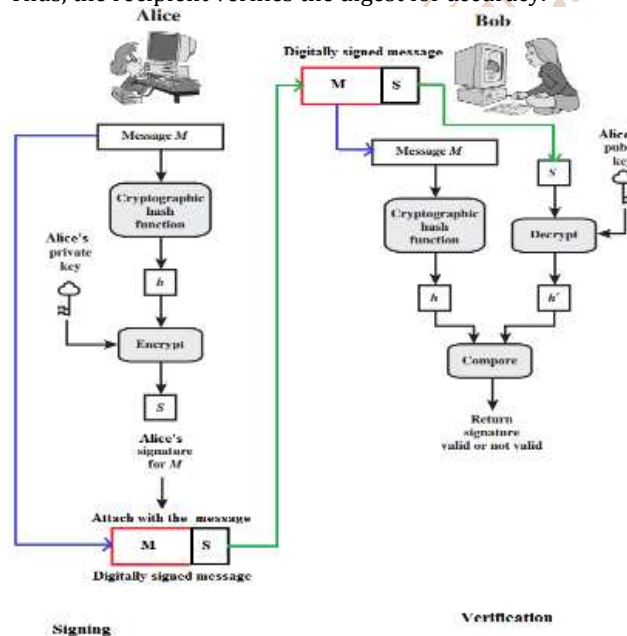 Thus, the recipient verifies the digest for accuracy.
Alice
Message M
Cryptographic
hash
function
Alice's
private
key
h
Encrypt
S
Alice's
signature
for M
Attach with the message
M S
Digitally signed message
Signing
Bob
Digitally signed message
M S
Message M
Cryptographic
hash
function
h
S
Decrypt
h'
Compare
Return
signature
valid or not valid
Verification